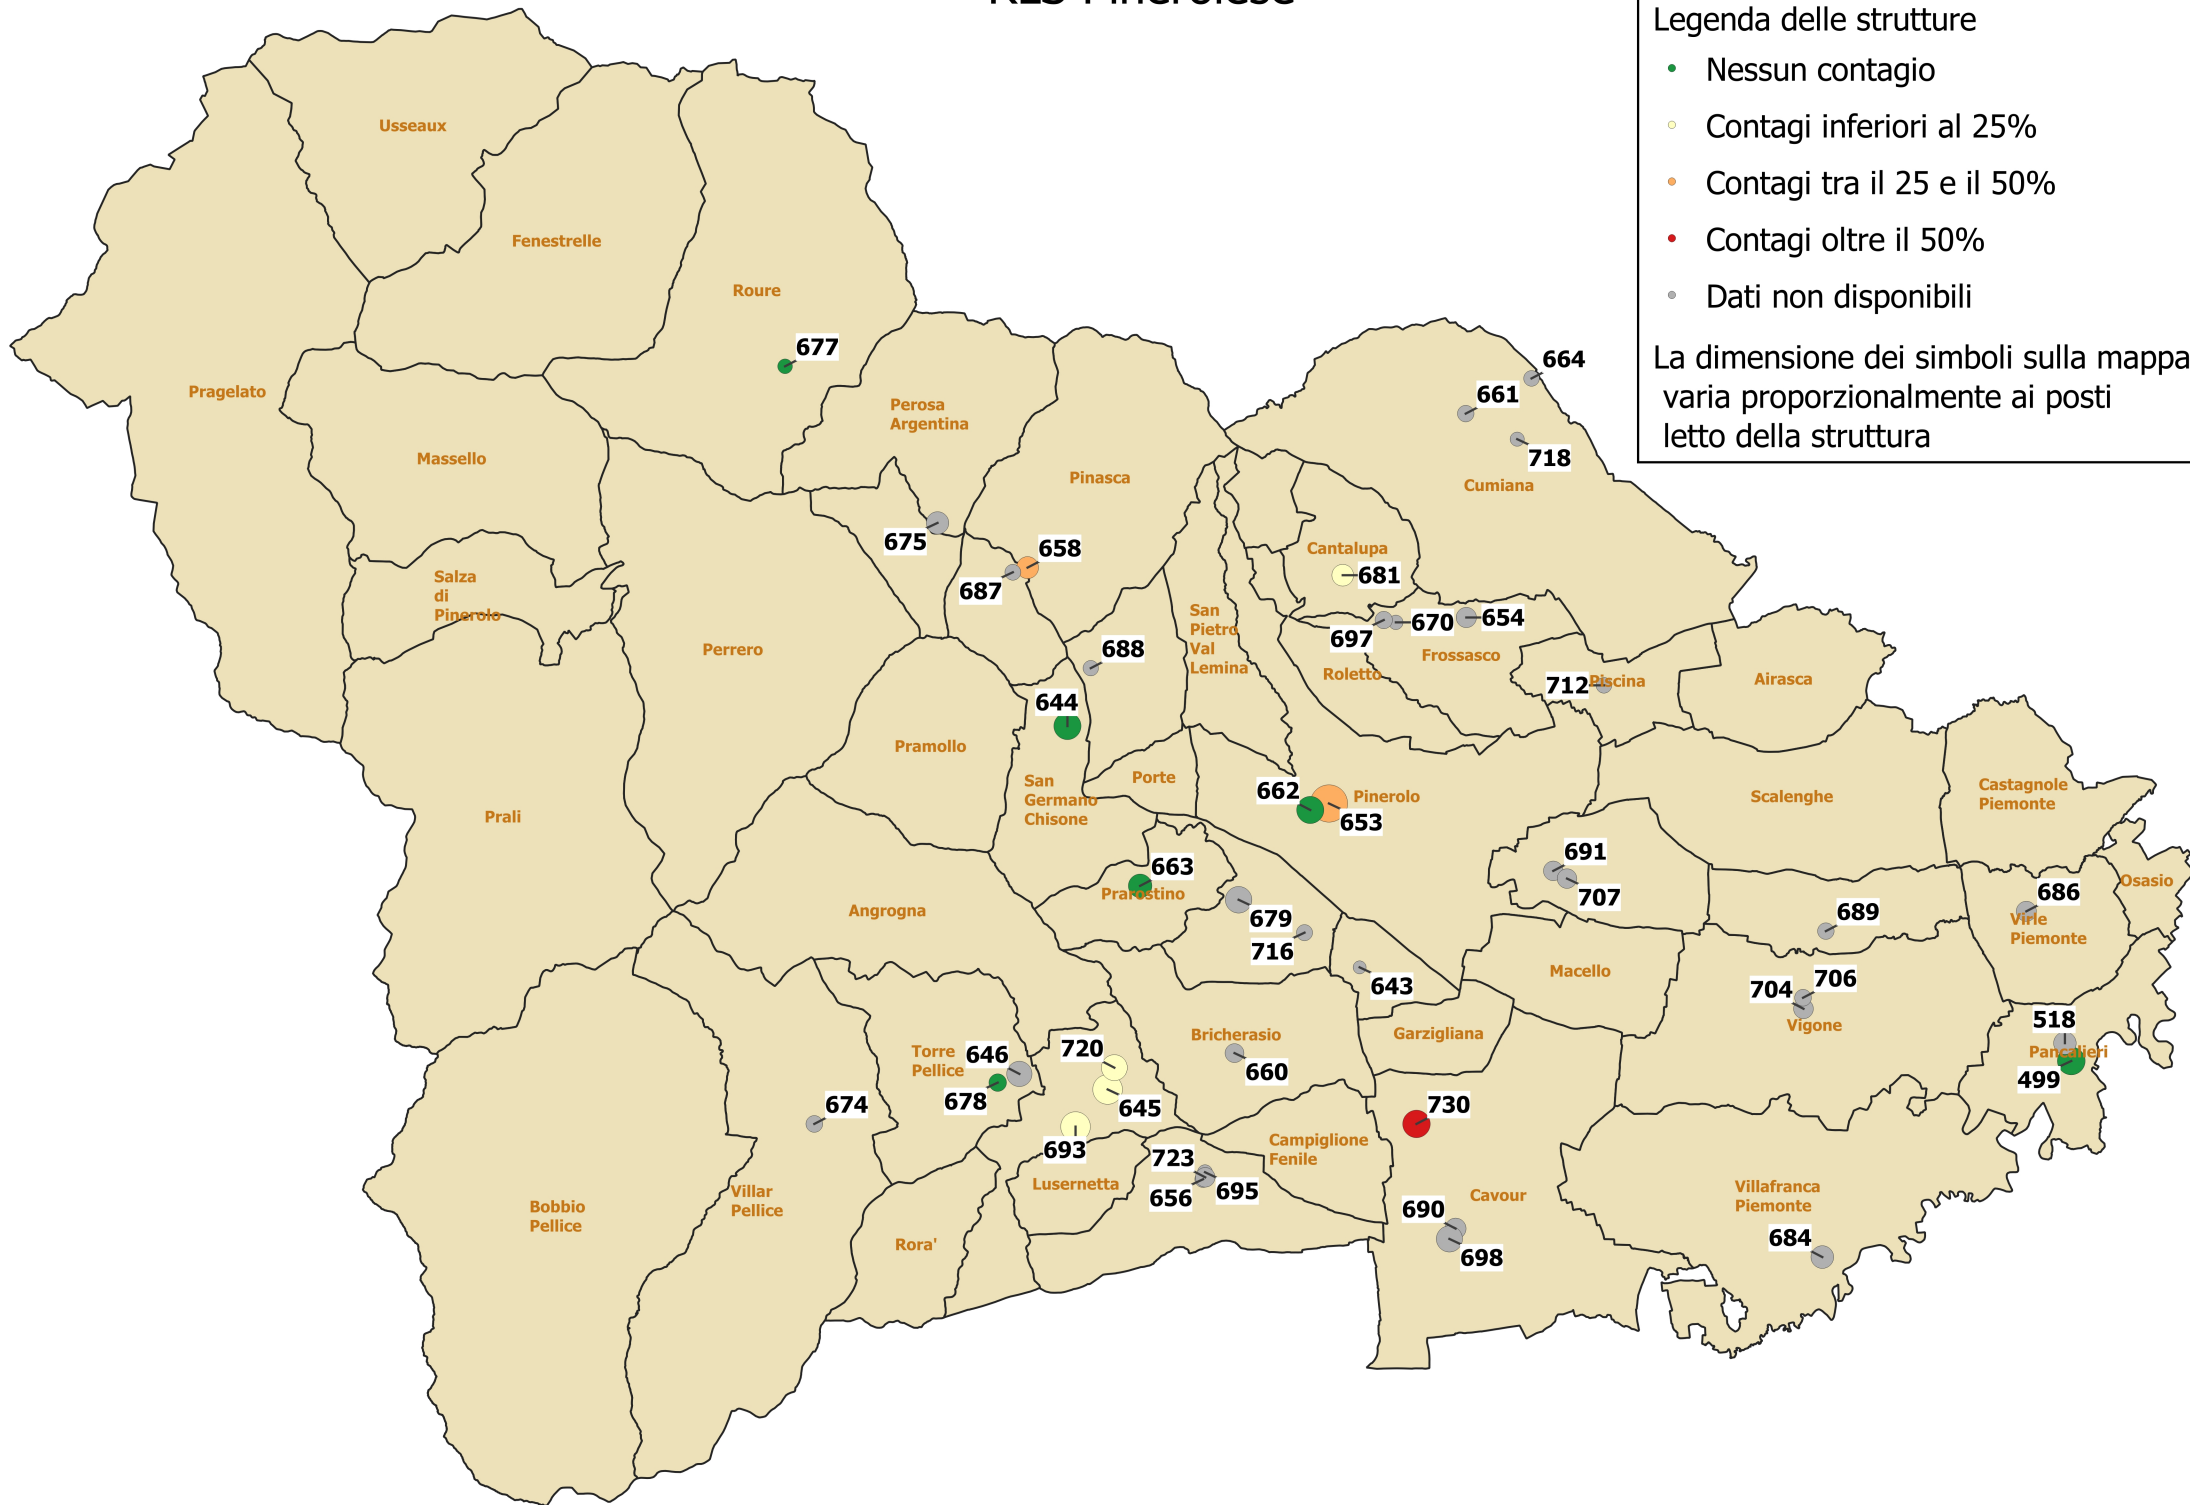 Legenda delle strutture
Nessun contagio
Contagi inferiori al 25%
Contagi tra il 25 e il 50%
Contagi oltre il 50%
Dati non disponibili
La dimensione dei simboli sulla mappa
varia proporzionalmente ai posti
letto della struttura
Usseaux
Fenestrelle
Roure
677
664
661
718
Cumiana
Pragelato
Perosa
Argentina
Massello
Pinasca
675
658
687
Cantalupa
681
Salza
di
Pinerolo
San
Pietro
Val
Lemina
697
670
654
Frossasco
Roletto
Perrero
688
712
Piscina
Airasca
644
Pramollo
Porte
San
Germano
Chisone
662
653
Pinerolo
Scalenghe
Castagnole
Piemonte
Prali
663
Prarostino
691
707
Osasio
686
Virle
Piemonte
689
Angrogna
679
716
643
Macello
704
706
Vigone
518
Pancalieri
499
Torre
Pellice
646
678
720
645
693
Bricherasio
660
Garzigliana
674
730
Campiglione
Fenile
723
656
695
Lusernetta
Villar
Pellice
Bobbio
Pellice
Rora'
690
698
Cavour
Villafranca
Piemonte
684